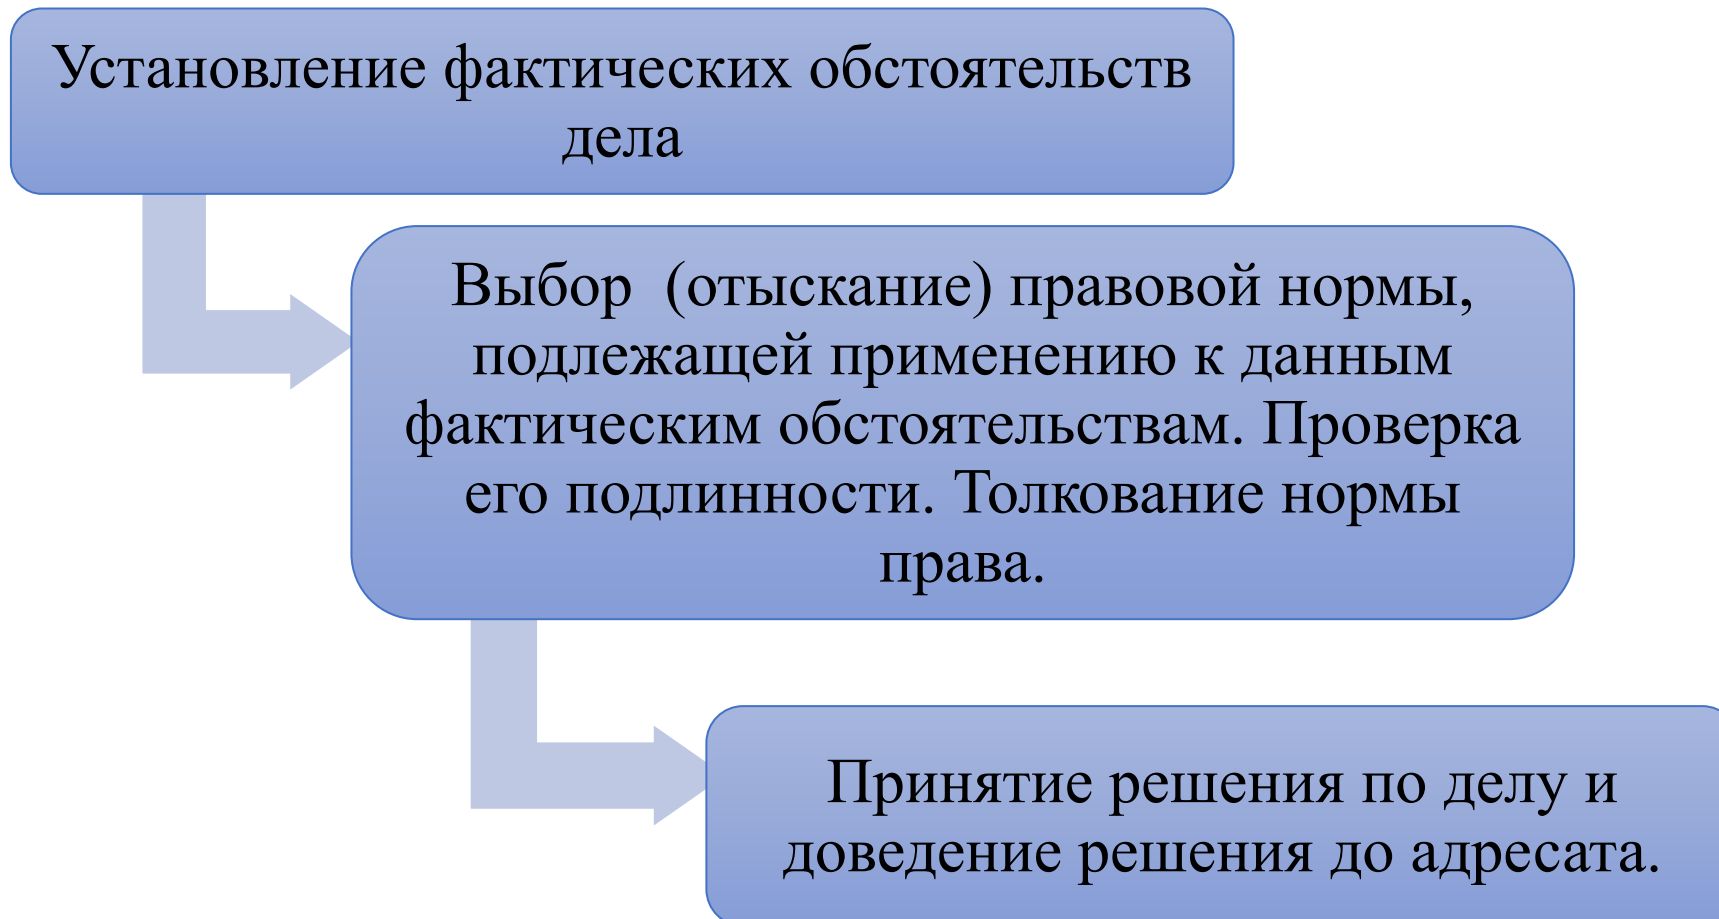 Установление фактических обстоятельств
дела
Выбор  (отыскание) правовой нормы,
подлежащей применению к данным
фактическим обстоятельствам. Проверка
его подлинности. Толкование нормы
права.
Принятие решения по делу и
доведение решения до адресата.